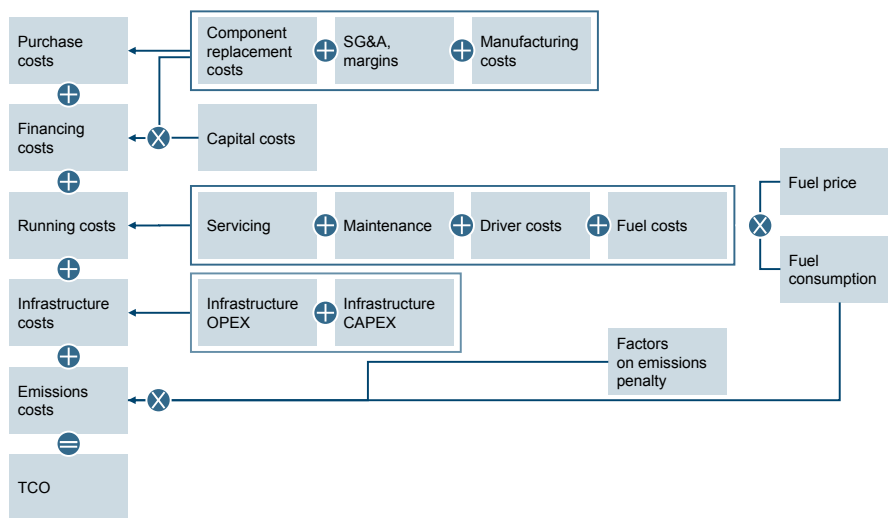 Purchase
costs
Component
replacement
costs
SG&A,
margins
Manufacturing
costs
Financing
costs
Capital costs
Running costs
Servicing
Maintenance
Driver costs
Fuel costs
Fuel price
Fuel
consumption
Infrastructure
costs
Infrastructure
OPEX
Infrastructure
CAPEX
Factors
on emissions
penalty
Emissions
costs
TCO